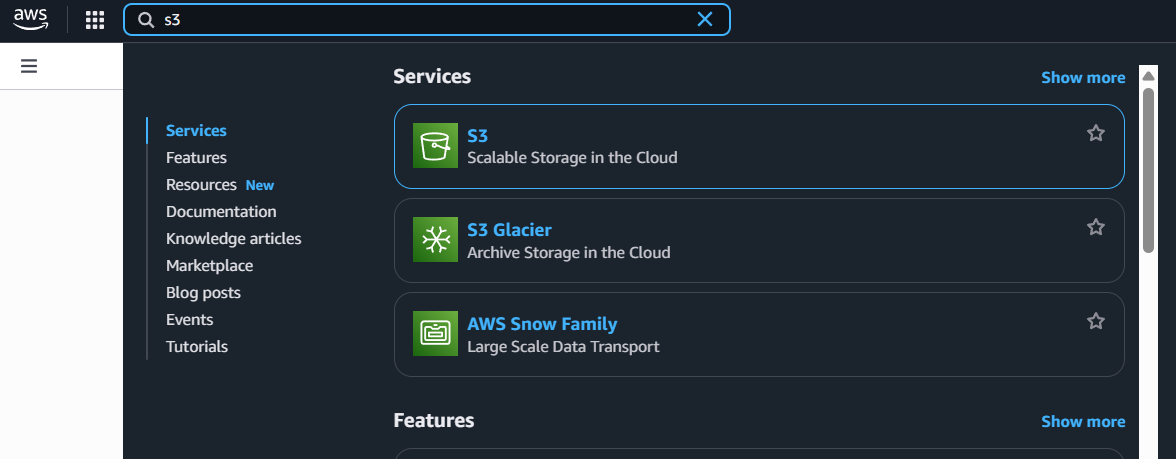 aws
s3
Services
Show more
Services
Features
Resources New
Documentation
Knowledge articles
Marketplace
Blog posts
Events
Tutorials
S3
Scalable Storage in the Cloud
S3 Glacier
Archive Storage in the Cloud
AWS Snow Family
Large Scale Data Transport
Features
Show more